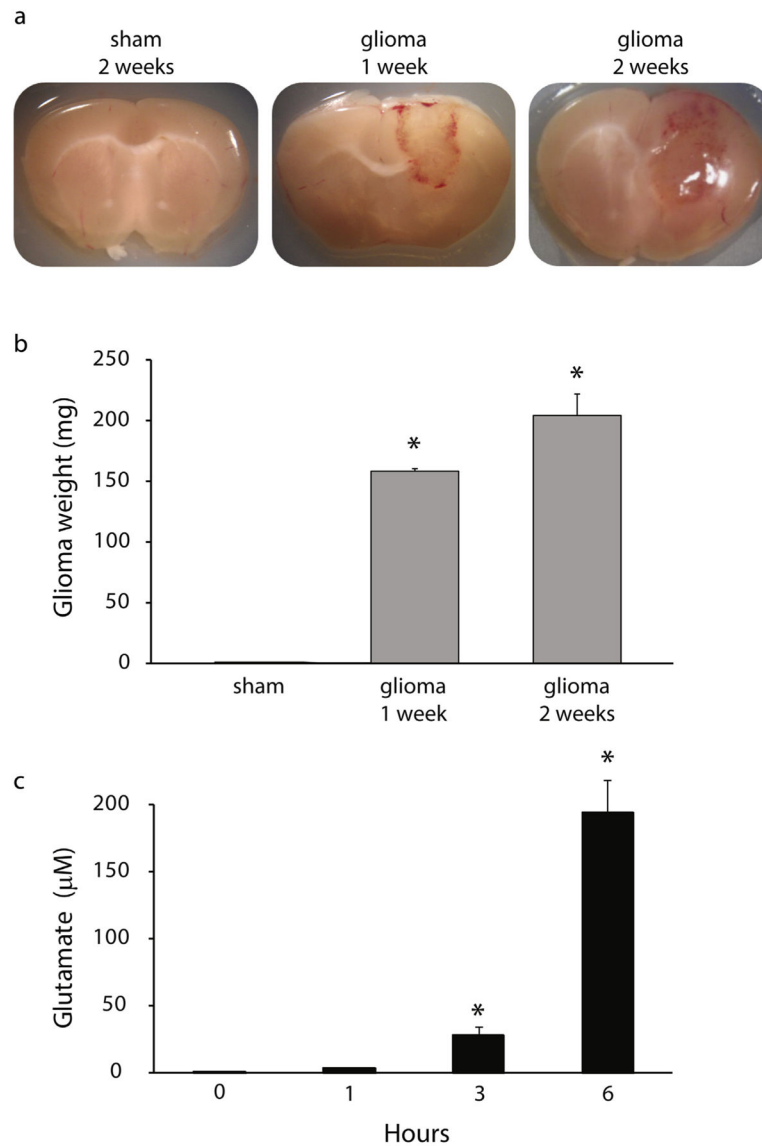 a
sham
2 weeks
glioma
1 week
glioma
2 weeks
b
Glioma weight (mg)
250
200
150
100
50
0
*
*
sham
glioma
1 week
glioma
2 weeks
c
Glutamate (μM)
200
150
100
50
0
*
*
0
1
3
6
Hours